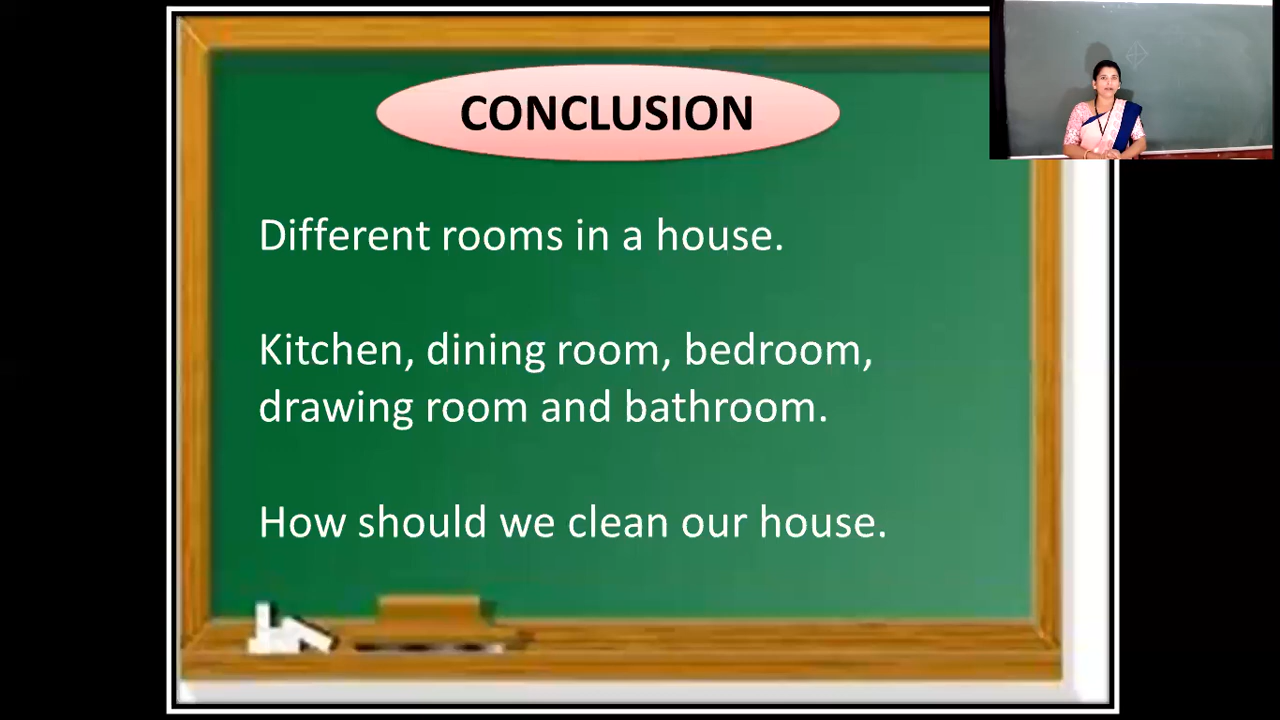 CONCLUSION
Different rooms in a house.
Kitchen, dining room, bedroom,
drawing room and bathroom.
How should we clean our house.